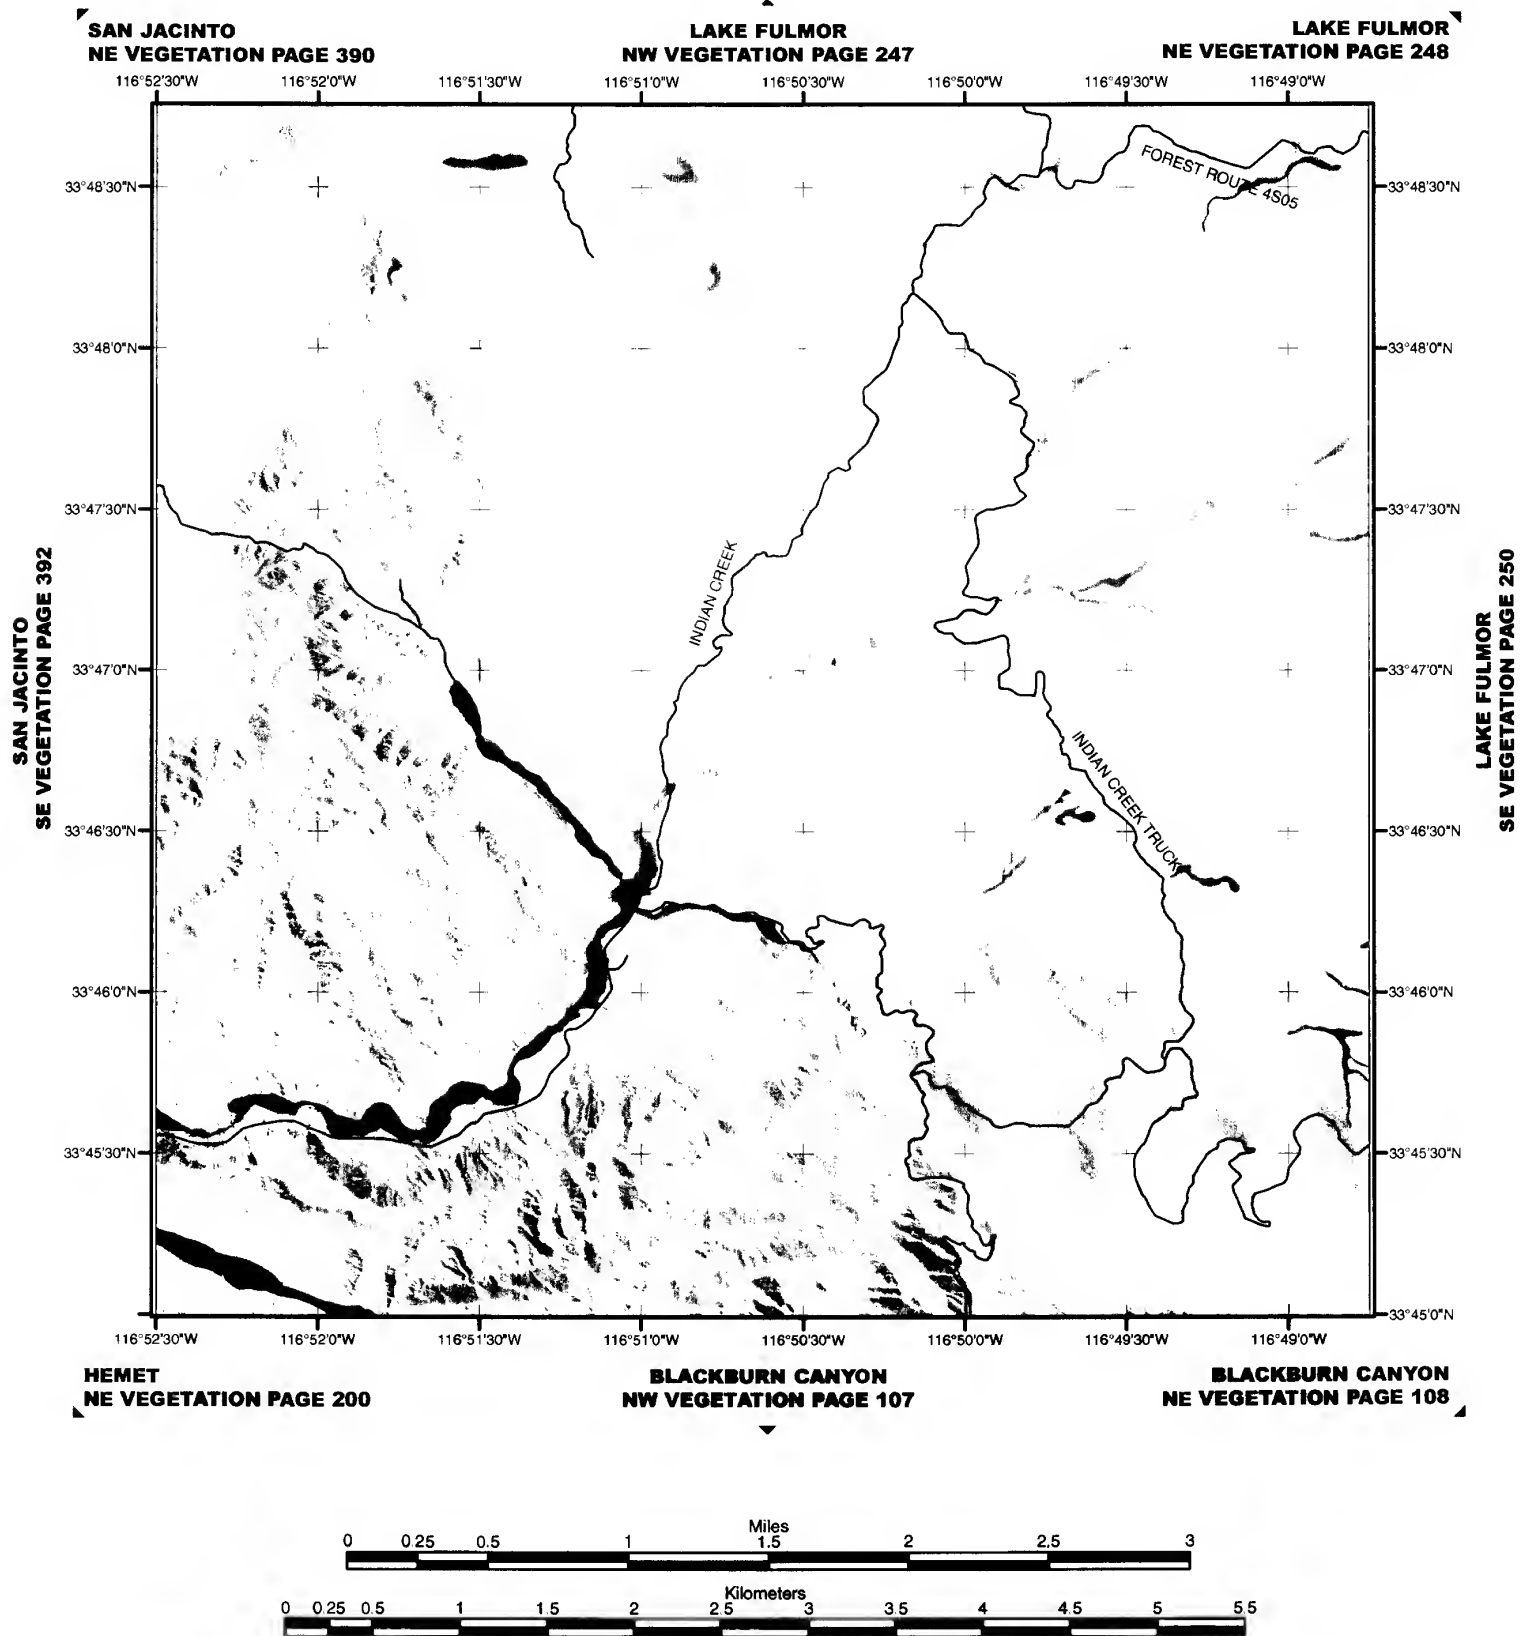 SAN JACINTO
NE VEGETATION PAGE 390
LAKE FULMOR
NW VEGETATION PAGE 247
LAKE FULMOR
NE VEGETATION PAGE 248
116°52'30"W 116°52'0"W 116°51'30"W 116°51'0"W 116°50'30"W 116°50'0"W 116°49'30"W 116°49'0"W
FOREST ROUTE 4S05
33°48'30"N 33°48'30"N
33°48'0"N 33°48'0"N
33°47'30"N 33°47'30"N
SAN JACINTO
SE VEGETATION PAGE 392
INDIAN CREEK
LAKE FULMOR
SE VEGETATION PAGE 250
33°47'0"N 33°47'0"N
INDIAN CREEK TRUCK
33°46'30"N 33°46'30"N
33°46'0"N 33°46'0"N
33°45'30"N 33°45'30"N
33°45'0"N
116°52'30"W 116°52'0"W 116°51'30"W 116°51'0"W 116°50'30"W 116°50'0"W 116°49'30"W 116°49'0"W
HEMET
NE VEGETATION PAGE 200
BLACKBURN CANYON
NW VEGETATION PAGE 107
BLACKBURN CANYON
NE VEGETATION PAGE 108
Miles
0 0.25 0.5 1 1.5 2 2.5 3
Kilometers
0 0.25 0.5 1 1.5 2 2.5 3 3.5 4 4.5 5 5.5